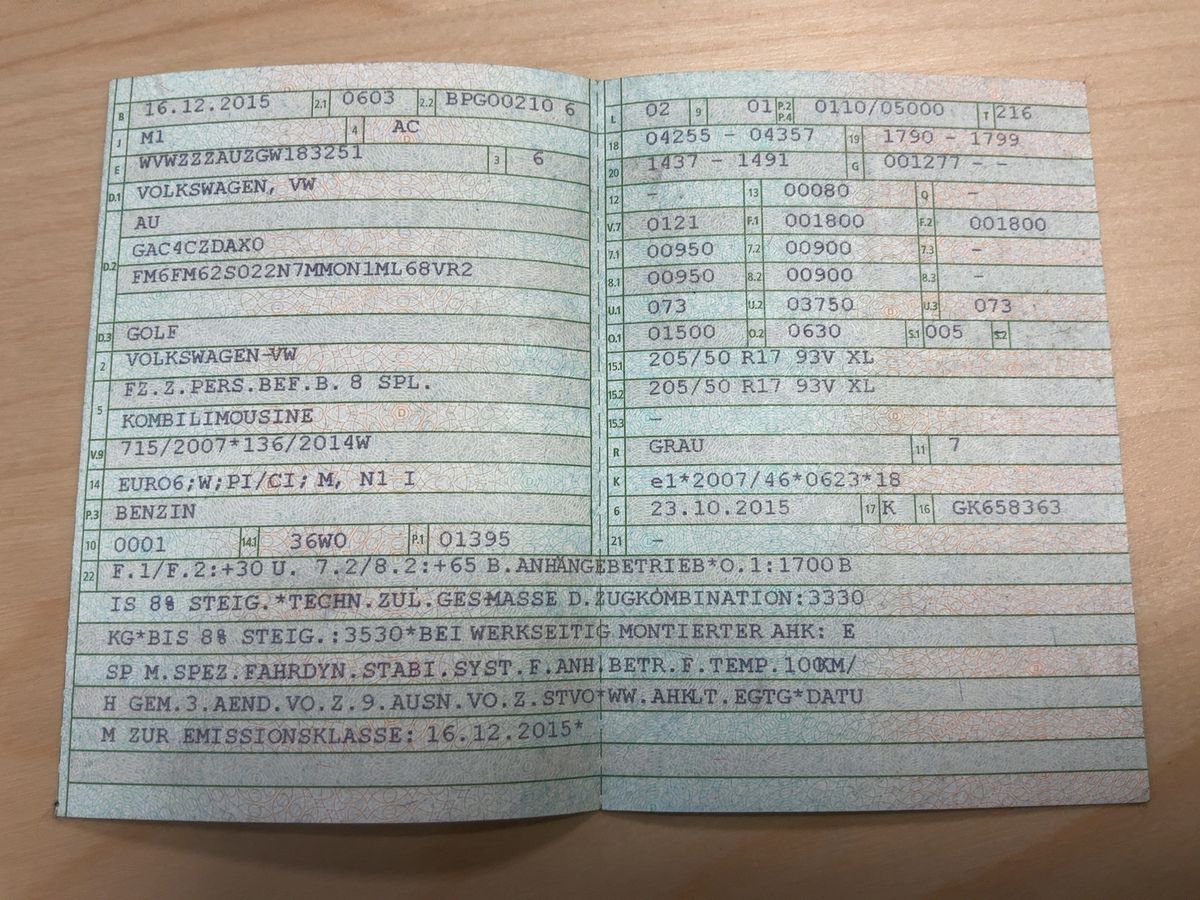 B 16.12.2015 2.1 0603 2.2 BPG00210 6
J M1 4 AC
E WVWZZZAUZGW183251 3 6
D.1 VOLKSWAGEN, VW
AU
D.2 GAC4CZDAX0
FM6FM62S022N7MMON1ML68VR2
D.3 GOLF
2 VOLKSWAGEN-VW
5 FZ.Z.PERS.BEF.B. 8 SPL.
KOMBILIMOUSINE
V.9 715/2007*136/2014W
14 EURO6;W;PI/CI; M, N1 I
P.3 BENZIN
10 0001 14.1 36W0 P.1 01395
L 02 9 01 P.2 P.4 0110/05000 T 216
18 04255 - 04357 19 1790 - 1799
20 1437 - 1491 G 001277 - -
12 - 13 00080 Q -
V.7 0121 F.1 001800 F.2 001800
7.1 00950 7.2 00900 7.3 -
8.1 00950 8.2 00900 8.3 -
U.1 073 U.2 03750 U.3 073
O.1 01500 O.2 0630 S.1 005 S.2
15.1 205/50 R17 93V XL
15.2 205/50 R17 93V XL
15.3 -
R GRAU 11 7
K e1*2007/46*0623*18
6 23.10.2015 17 K 16 GK658363
21 -
22 F.1/F.2:+30 U. 7.2/8.2:+65 B.ANHÄNGEBETRIEB*O.1:1700 B
IS 8% STEIG.*TECHN.ZUL.GES.MASSE D.ZUGKOMBINATION:3330
KG*BIS 8% STEIG.:3530*BEI WERKSEITIG MONTIERTER AHK: E
SP M.SPEZ.FAHRDYN.STABI.SYST.F.ANH.BETR.F.TEMP.100KM/
H GEM.3.AEND.VO.Z.9.AUSN.VO.Z.STVO*WW.AHK LT. EGTG*DATU
M ZUR EMISSIONSKLASSE: 16.12.2015*